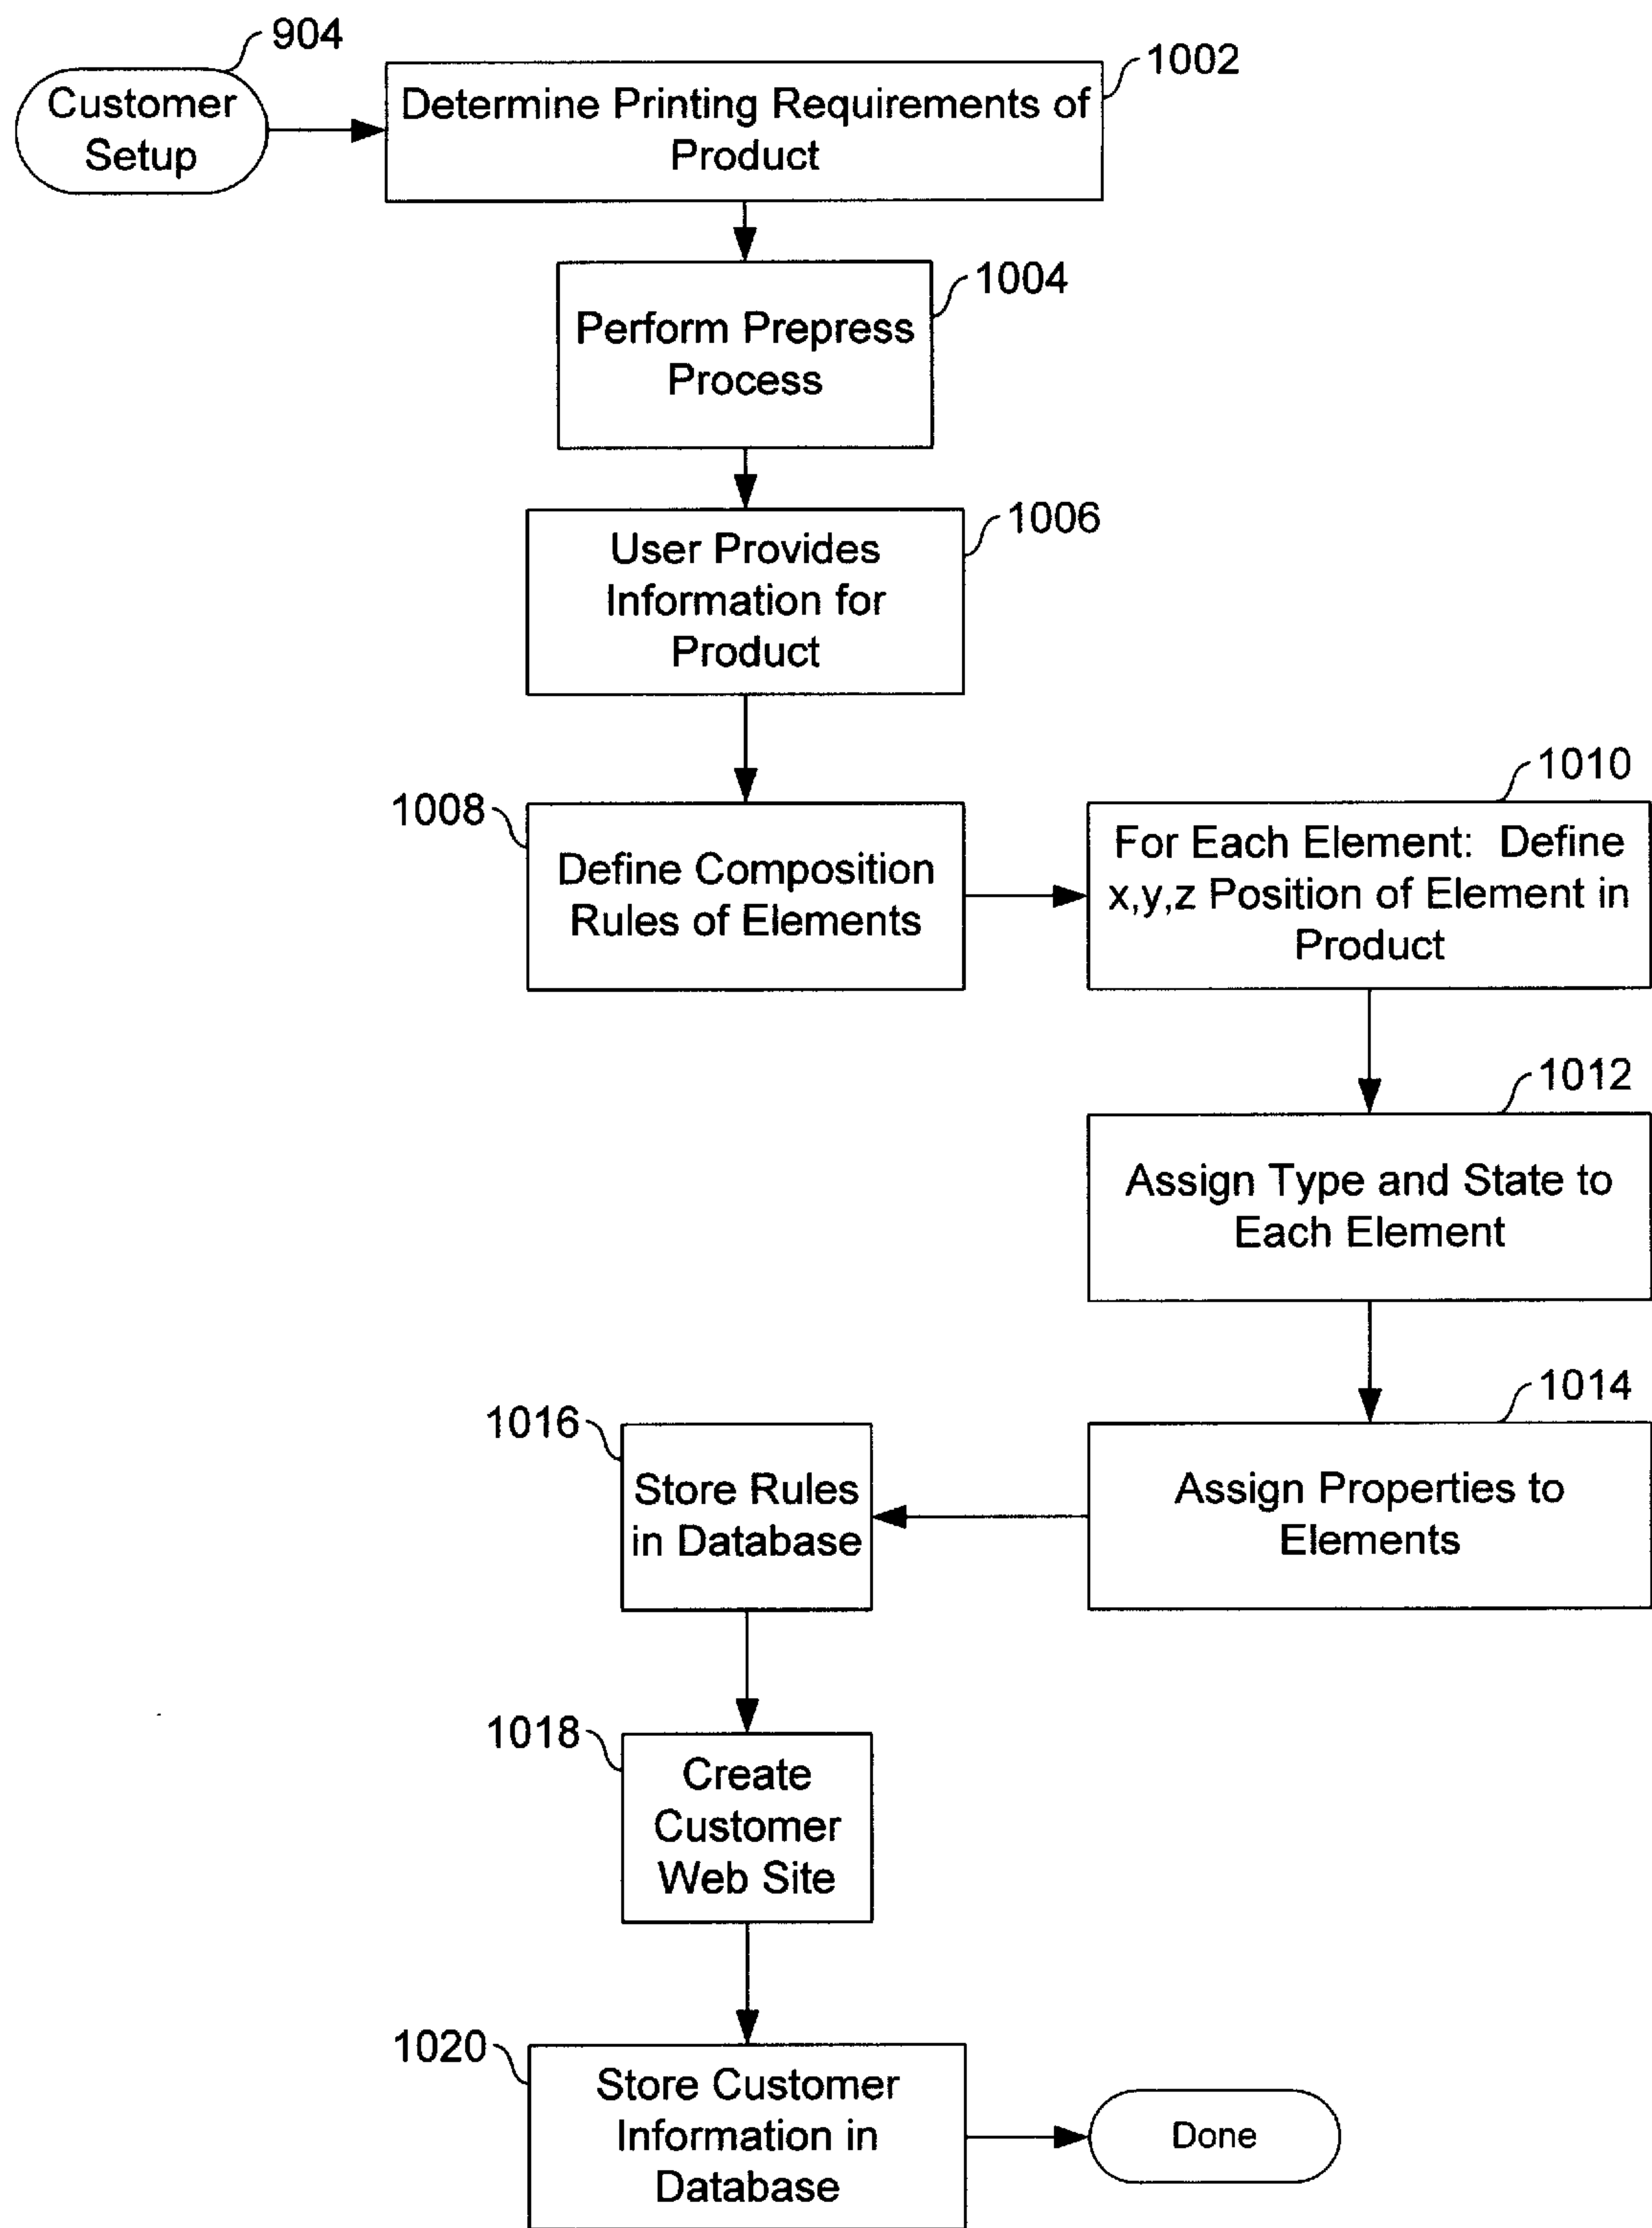 904
Customer
Setup
1002
Determine Printing Requirements of
Product
1004
Perform Prepress
Process
1006
User Provides
Information for
Product
1008
Define Composition
Rules of Elements
1010
For Each Element: Define
x,y,z Position of Element in
Product
1012
Assign Type and State to
Each Element
1014
Assign Properties to
Elements
1016
Store Rules
in Database
1018
Create
Customer
Web Site
1020
Store Customer
Information in
Database
Done